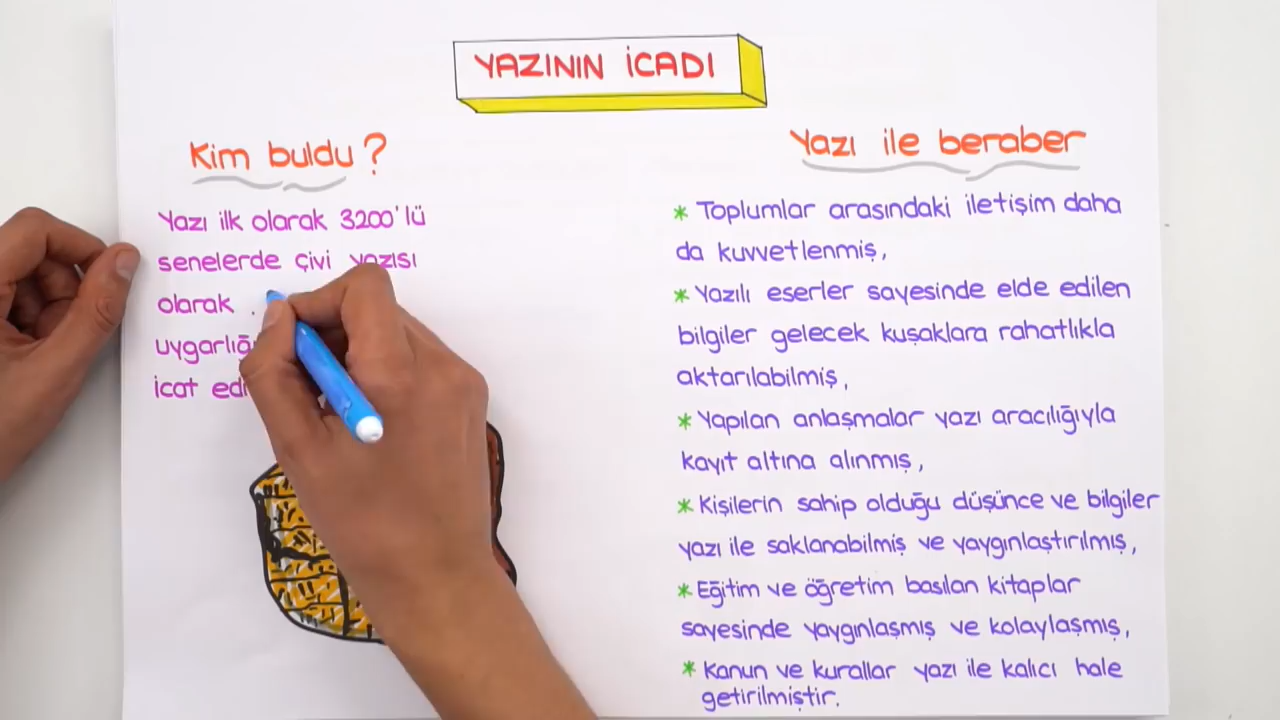 YAZININ İCADI
Kim buldu?
Yazı ilk olarak 3200'lü
senelerde çivi yazısı
olarak
icat
Yazı ile beraber
* Toplumlar arasındaki iletişim daha
da kuvvetlenmiş,
* Yazılı eserler sayesinde elde edilen
bilgiler gelecek kuşaklara rahatlıkla
aktarılabilmiş,
* Yapılan anlaşmalar yazı aracılığıyla
kayıt altına alınmış,
* Kişilerin sahip olduğu düşünce ve bilgiler
yazı ile saklanabilmiş ve yaygınlaştırılmış,
* Eğitim ve öğretim basılan kitaplar
sayesinde yaygınlaşmış ve kolaylaşmış,
* Kanun ve kurallar yazı ile kalıcı hale
getirilmiştir.